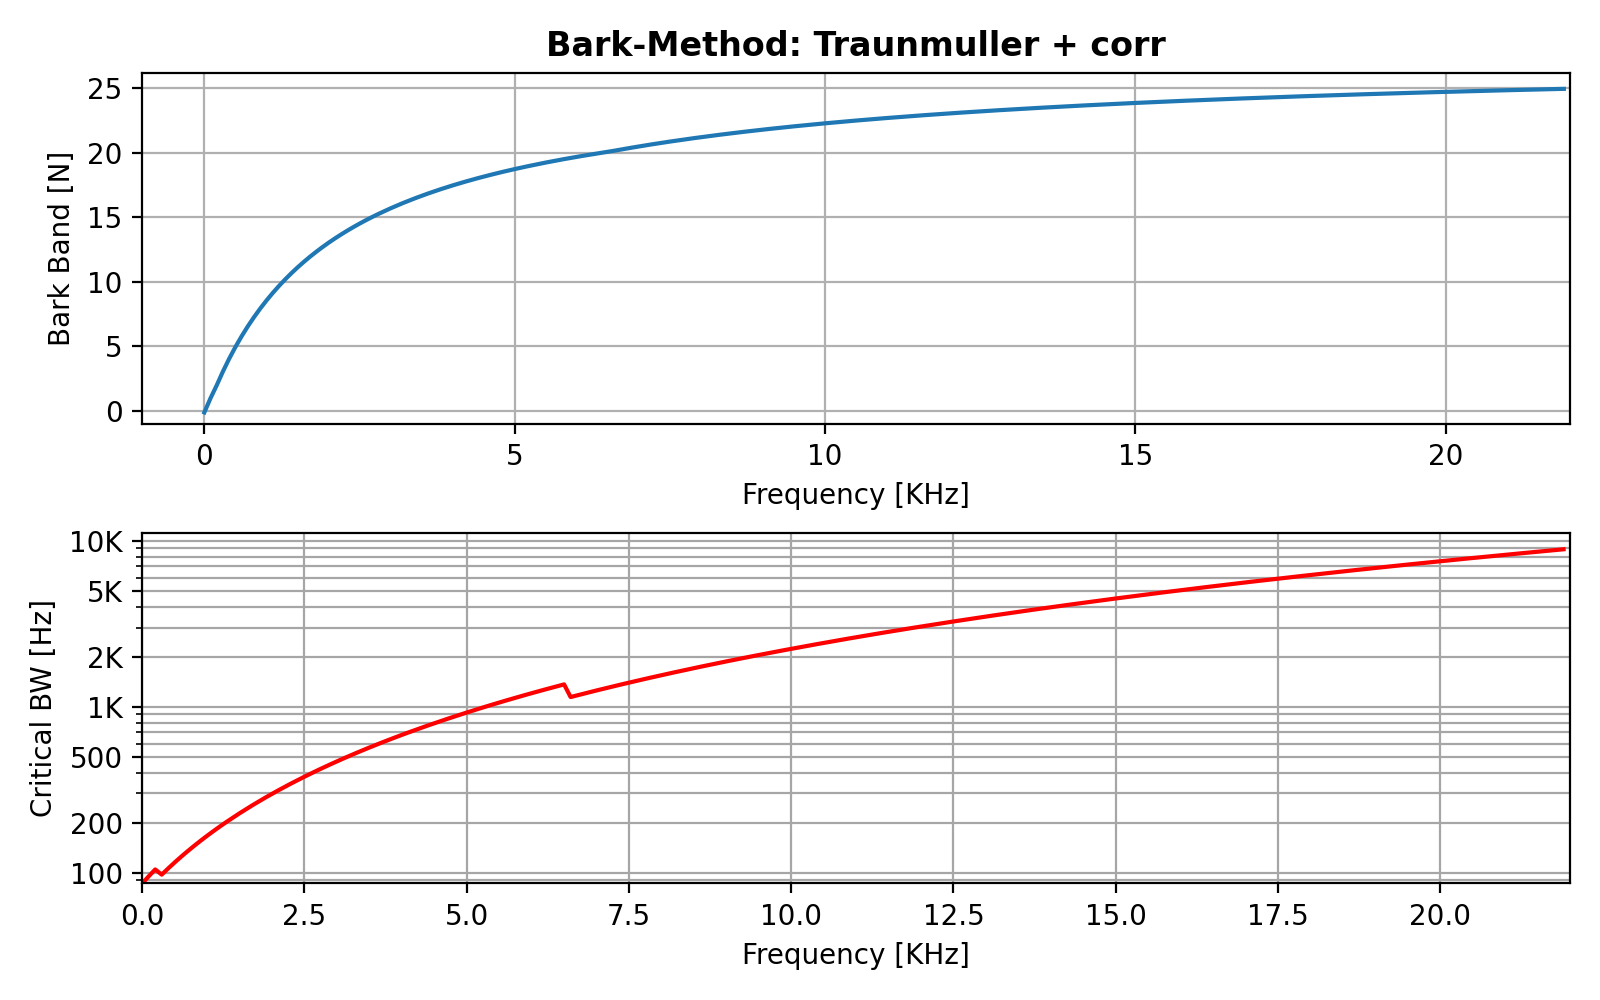 Bark-Method: Traunmuller + corr
25
20
15
10
5
0
Bark Band [N]
0 5 10 15 20
Frequency [KHz]
10K
5K
2K
1K
500
200
100
Critical BW [Hz]
0.0 2.5 5.0 7.5 10.0 12.5 15.0 17.5 20.0
Frequency [KHz]